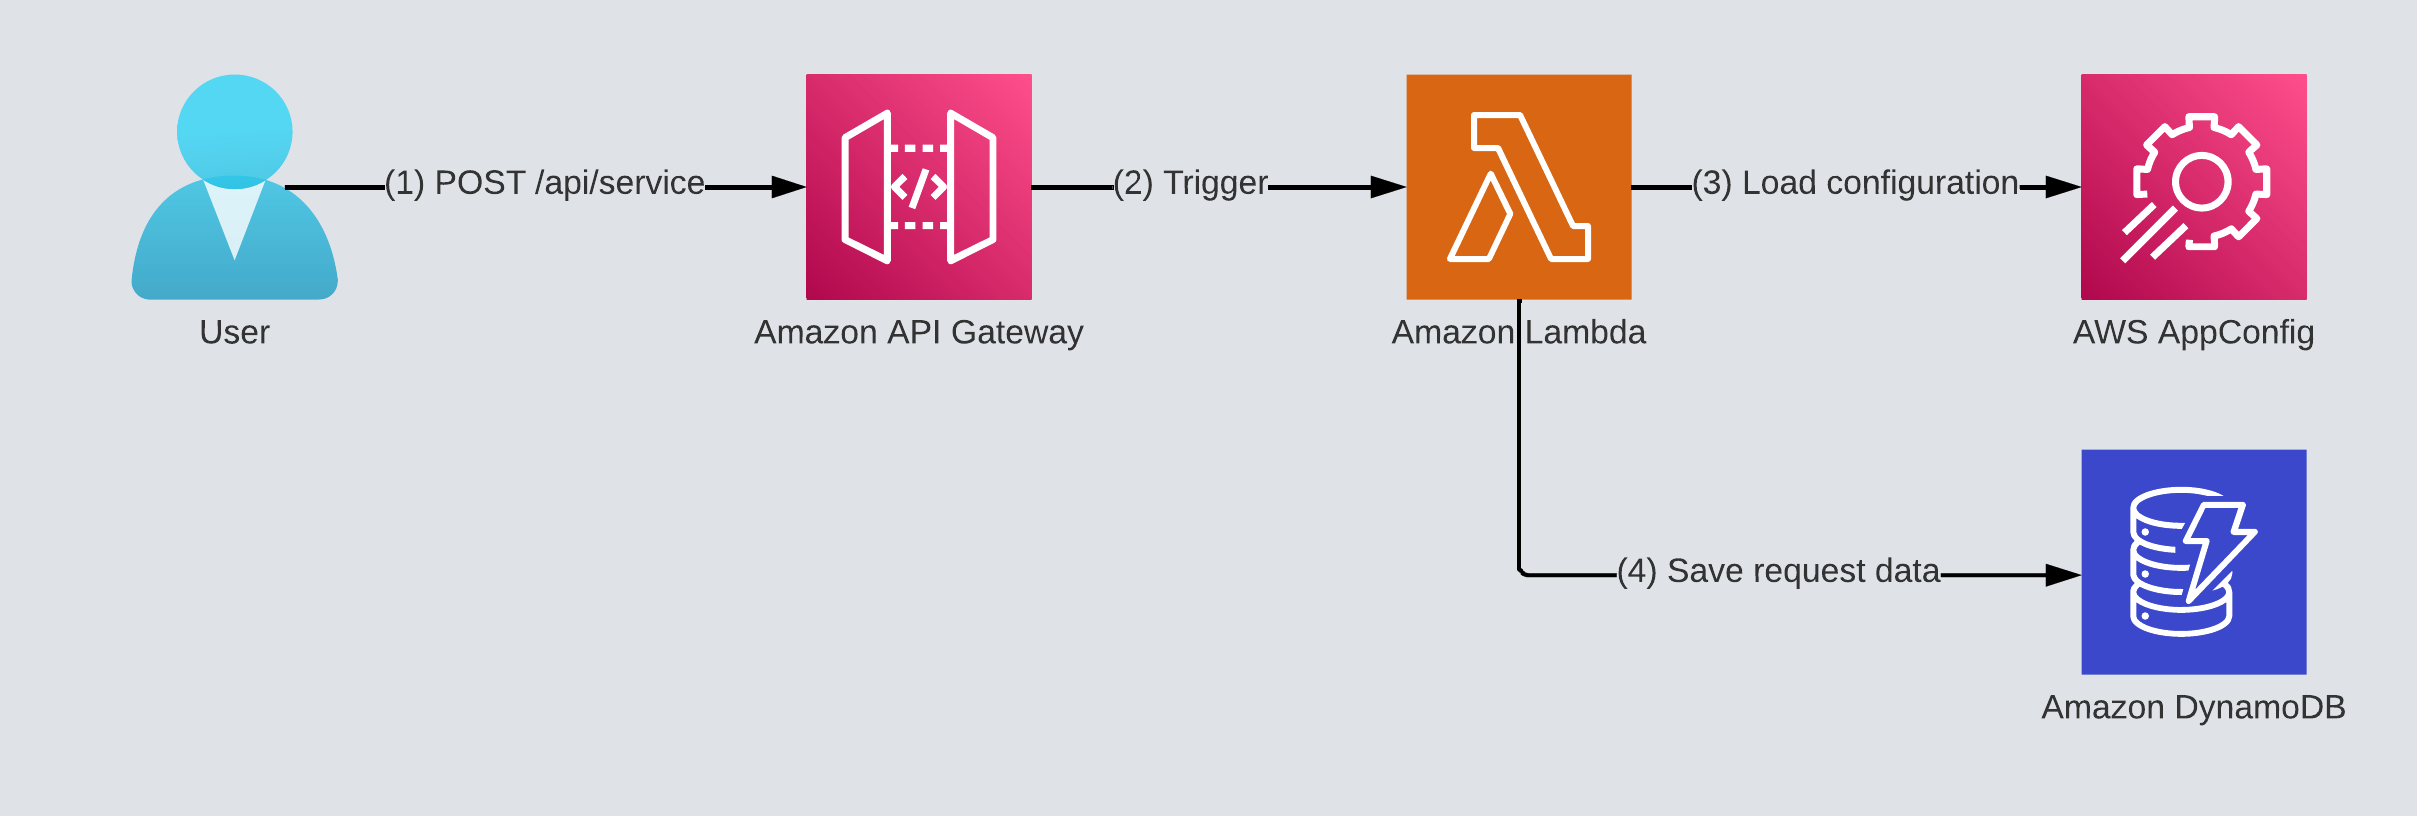 (1) POST /api/service
(2) Trigger
(3) Load configuration
User
Amazon API Gateway
Amazon Lambda
AWS AppConfig
(4) Save request data
Amazon DynamoDB